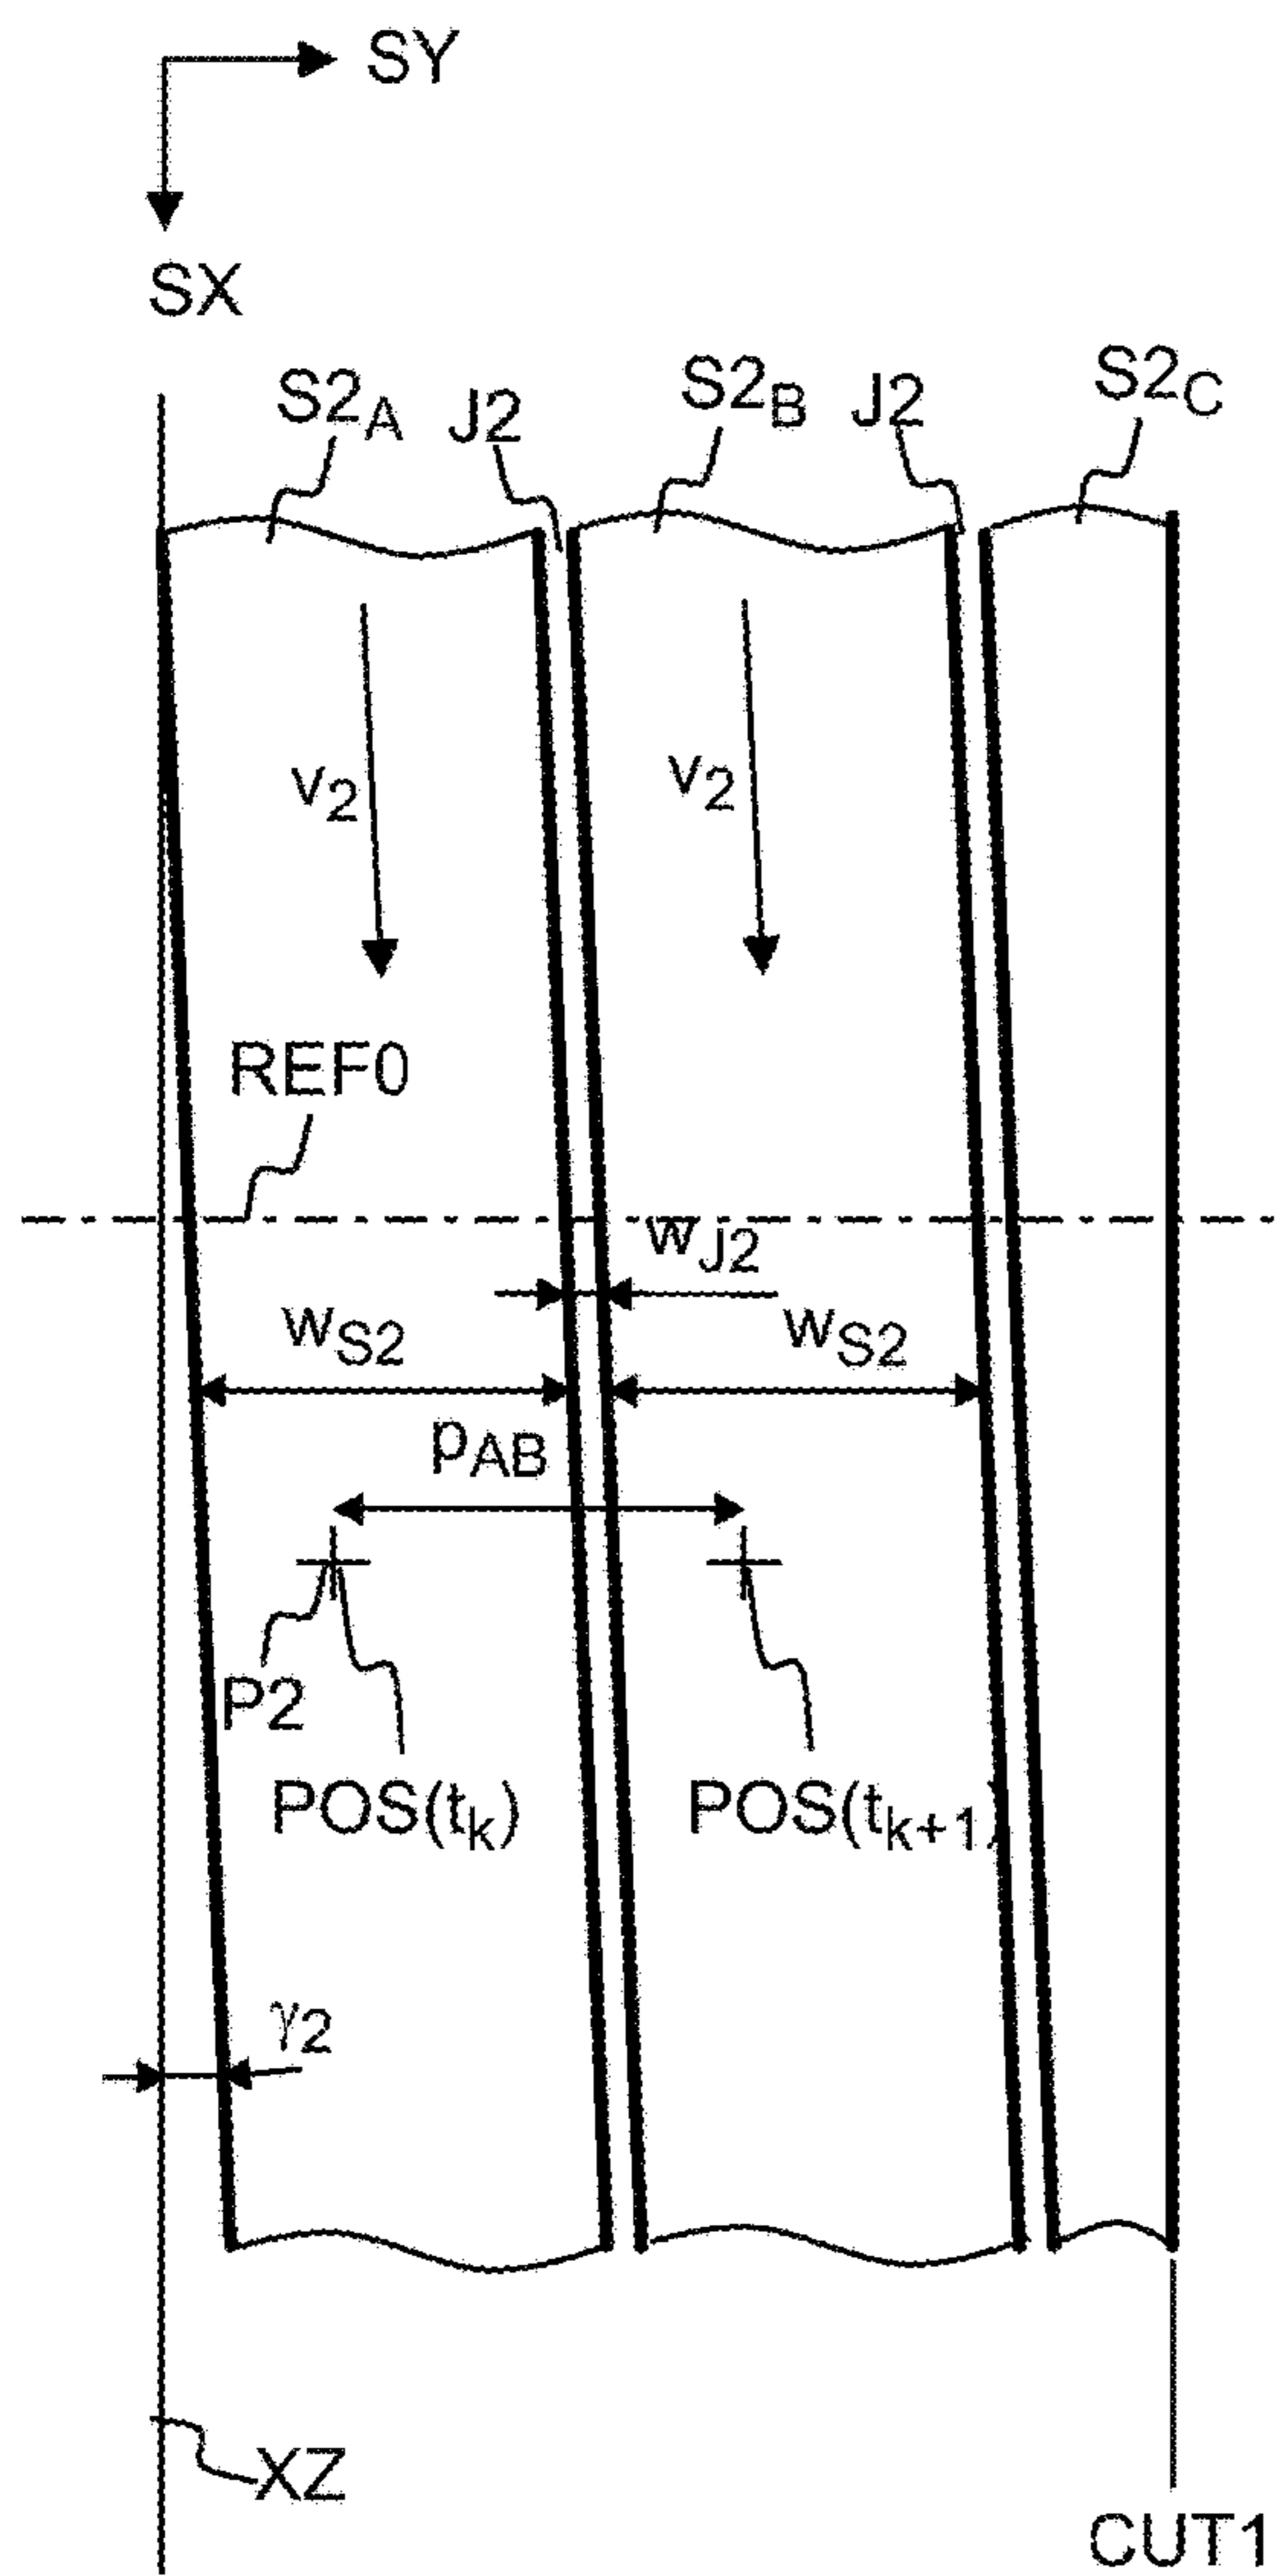 SY
SX
S2A J2 S2B J2 S2C
v2 v2
REF0
wJ2
wS2 wS2
pAB
P2
POS(tk) POS(tk+1)
γ2
XZ
CUT1